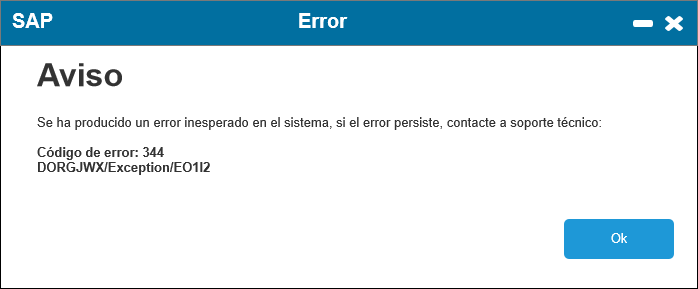 SAP Error
Aviso
Se ha producido un error inesperado en el sistema, si el error persiste, contacte a soporte técnico:
Código de error: 344
DORGJWX/Exception/EO1I2
Ok